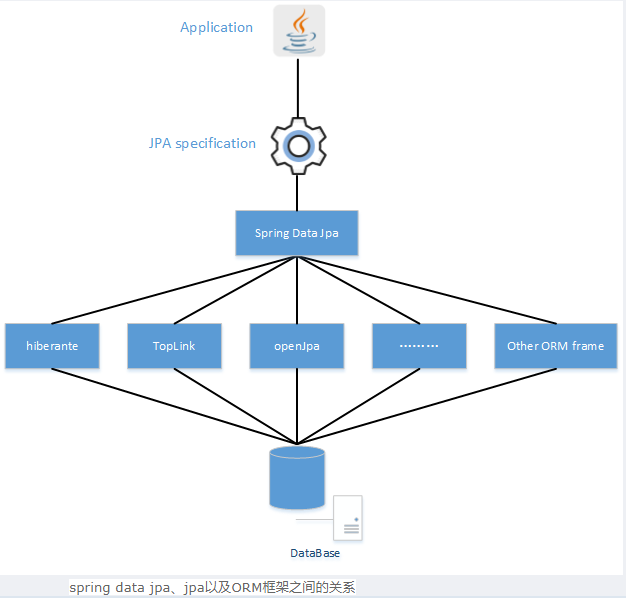 Application
JPA specification
Spring Data Jpa
hiberante
TopLink
openJpa
………
Other ORM frame
DataBase
spring data jpa、jpa以及ORM框架之间的关系